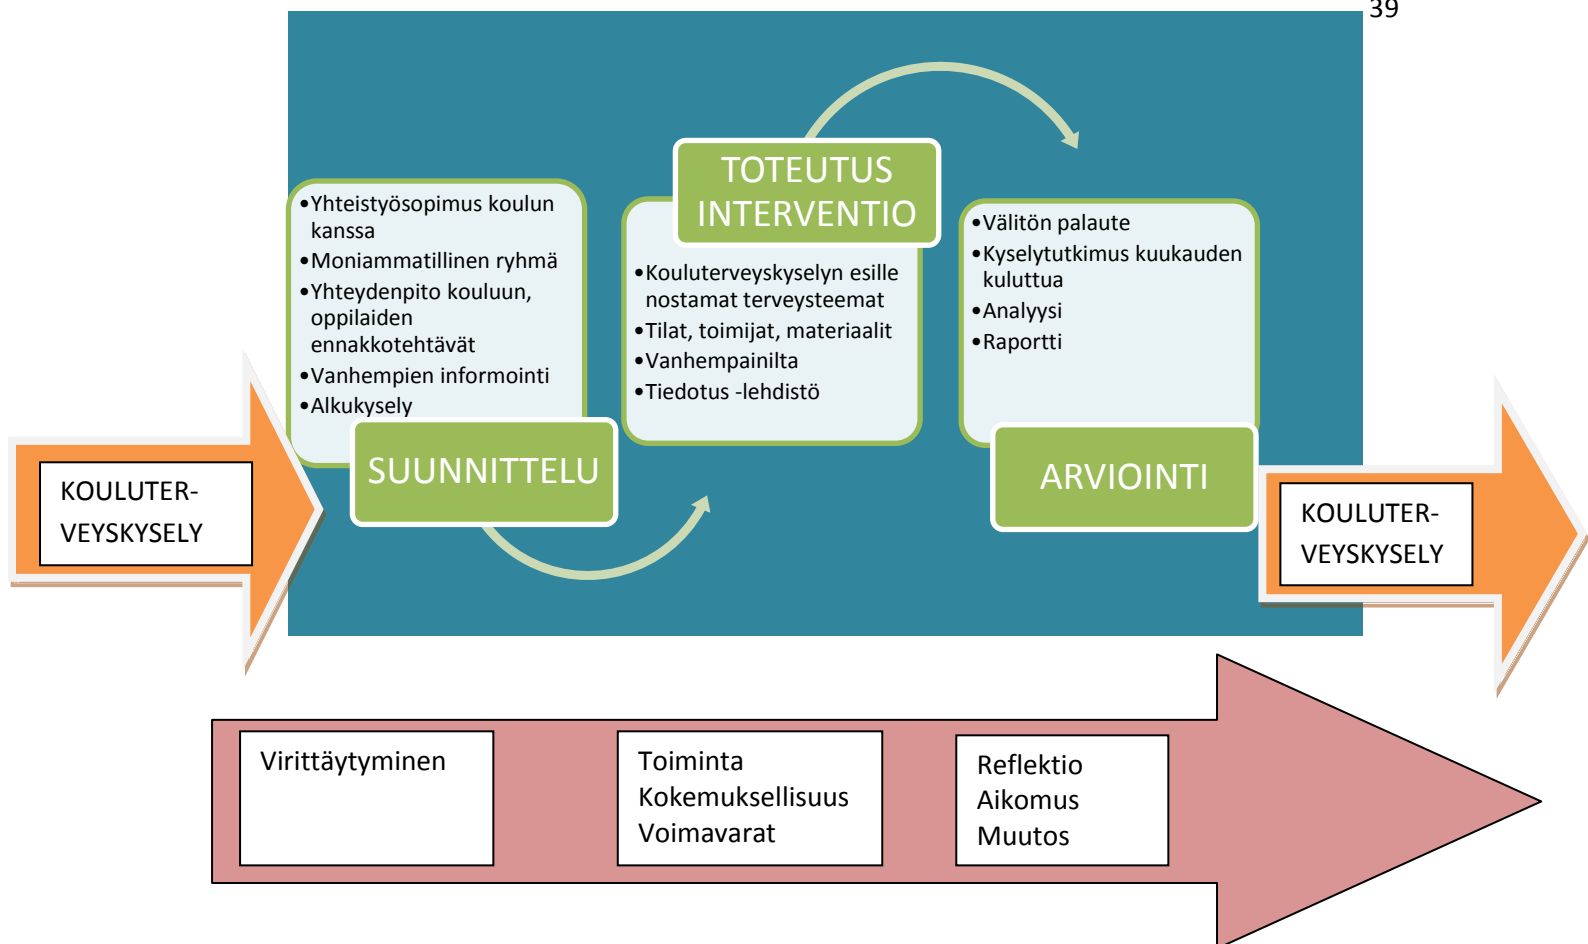 39
KOULUTER-
VEYSKYSELY
•Yhteistyösopimus koulun
kanssa
•Moniammatillinen ryhmä
•Yhteydenpito kouluun,
oppilaiden
ennakkotehtävät
•Vanhempien informointi
•Alkukysely
SUUNNITTELU
TOTEUTUS
INTERVENTIO
•Kouluterveyskyselyn esille
nostamat terveysteemat
•Tilat, toimijat, materiaalit
•Vanhempainilta
•Tiedotus -lehdistö
•Välitön palaute
•Kyselytutkimus kuukauden
kuluttua
•Analyysi
•Raportti
ARVIOINTI
KOULUTER-
VEYSKYSELY
Virittäytyminen
Toiminta
Kokemuksellisuus
Voimavarat
Reflektio
Aikomus
Muutos